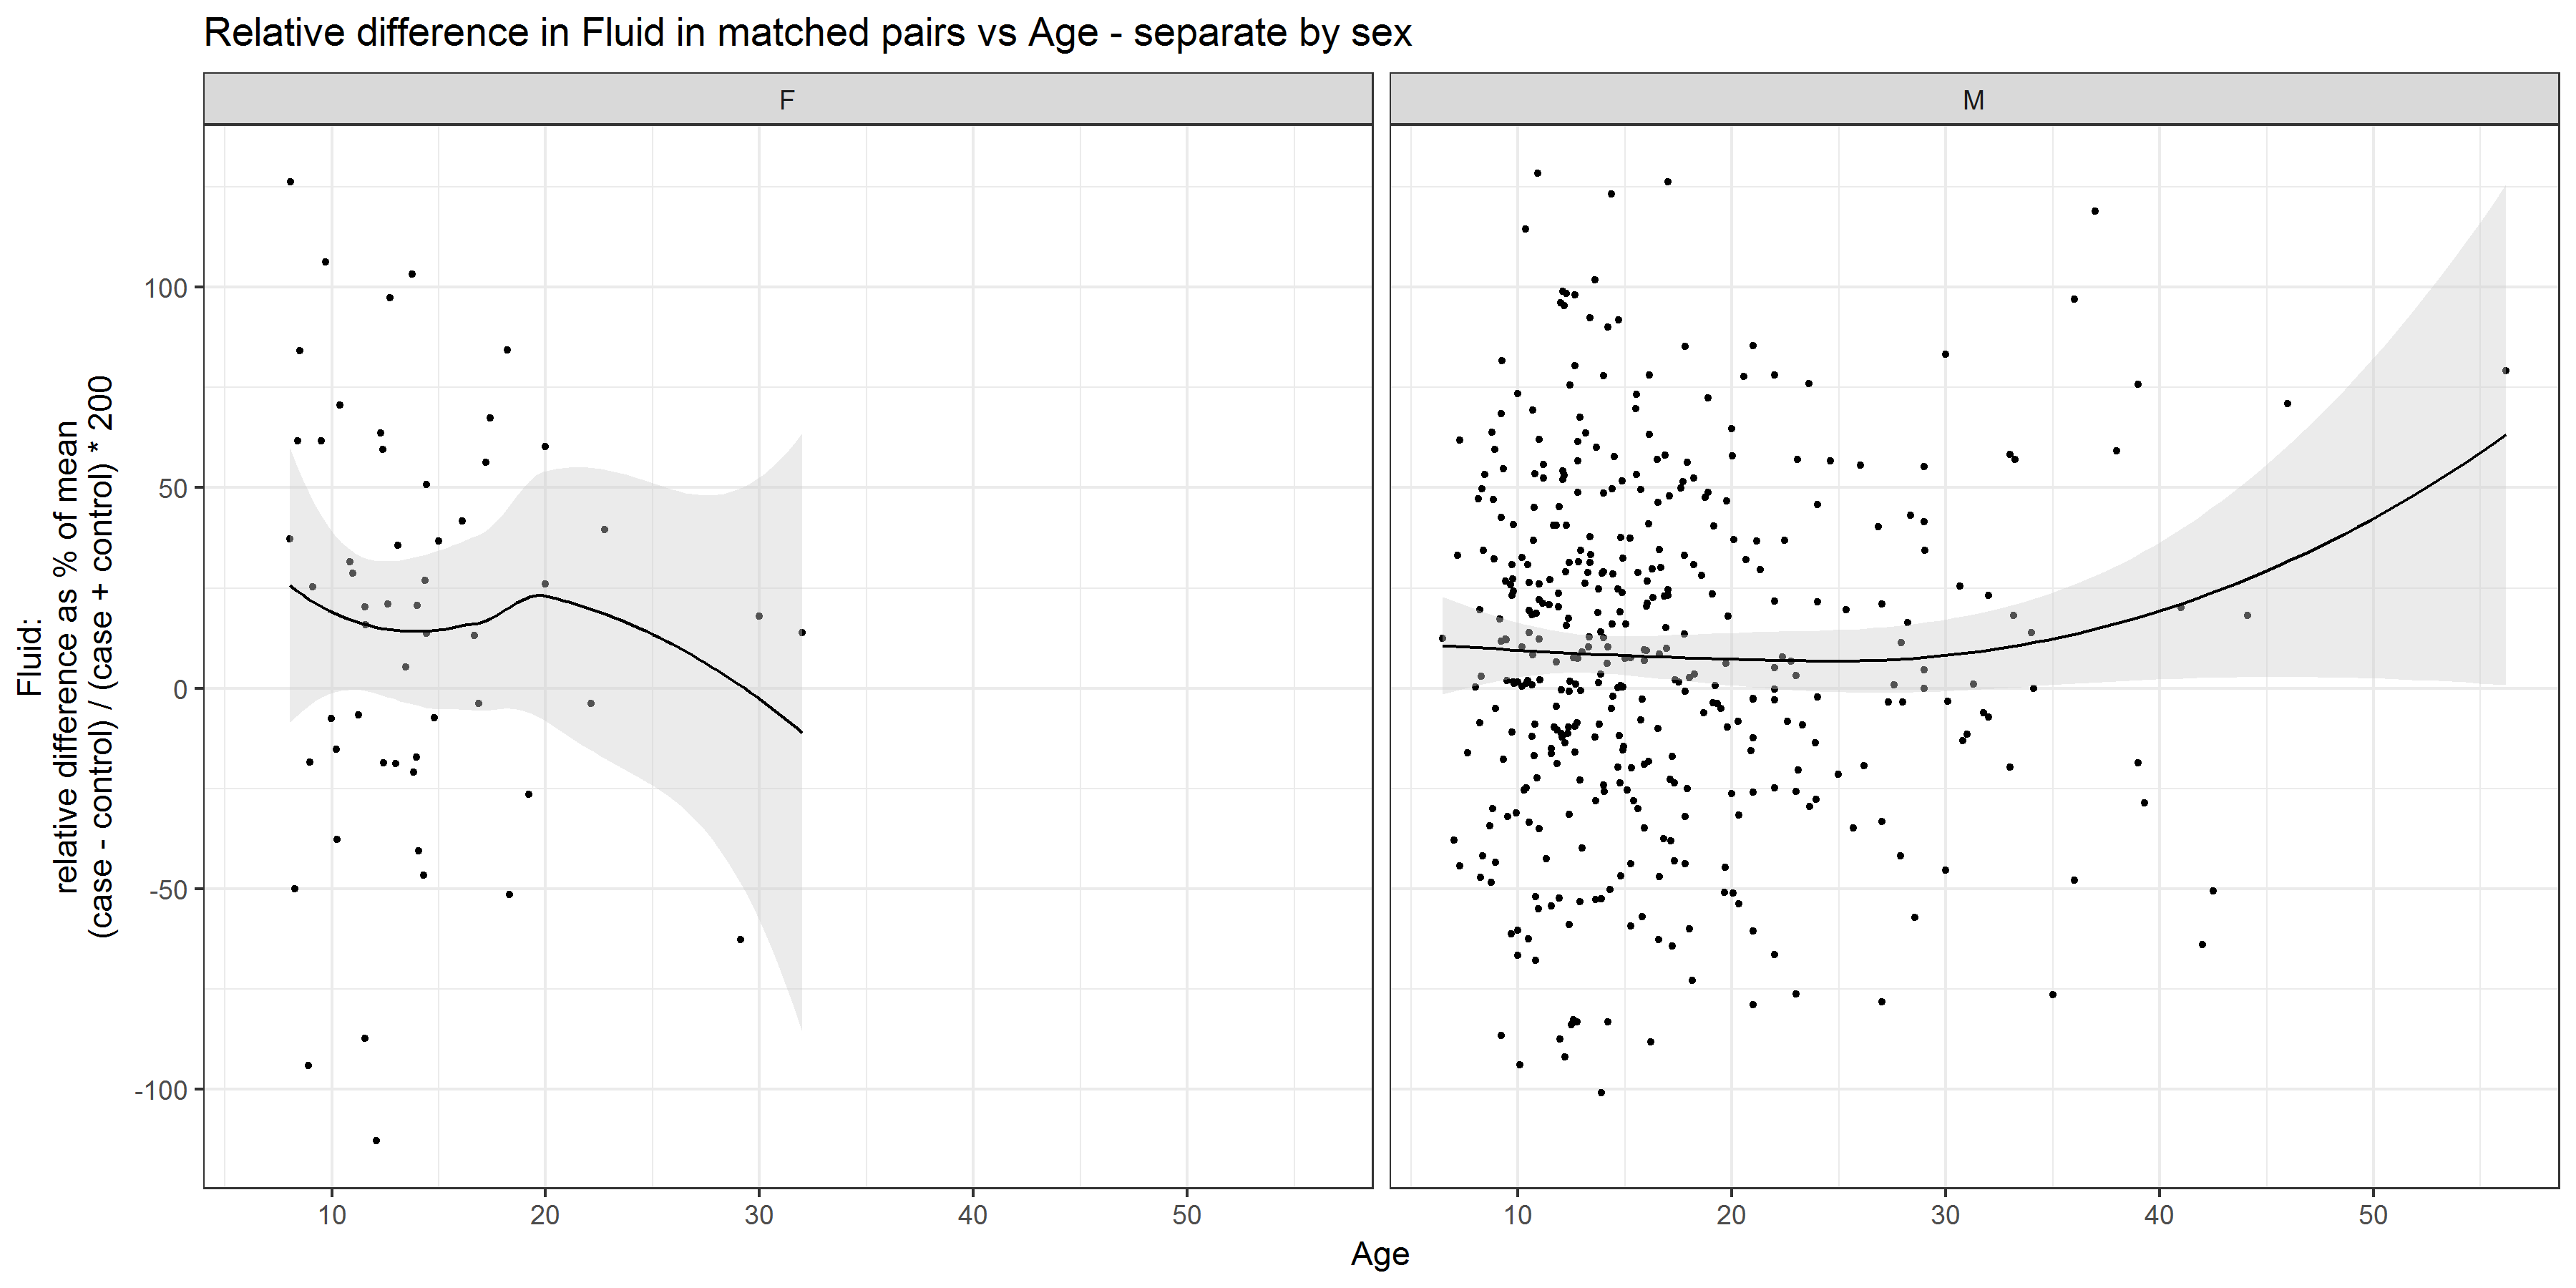 Relative difference in Fluid in matched pairs vs Age - separate by sex
F
M
Fluid:
relative difference as % of mean
(case - control) / (case + control) * 200
100
50
0
-50
-100
10
20
30
40
50
10
20
30
40
50
Age